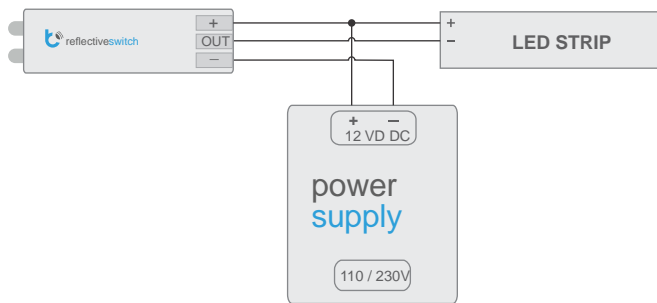 reflectiveswitch
+
OUT
−
+
−
LED STRIP
+ −
12 VD DC
power
supply
110 / 230V